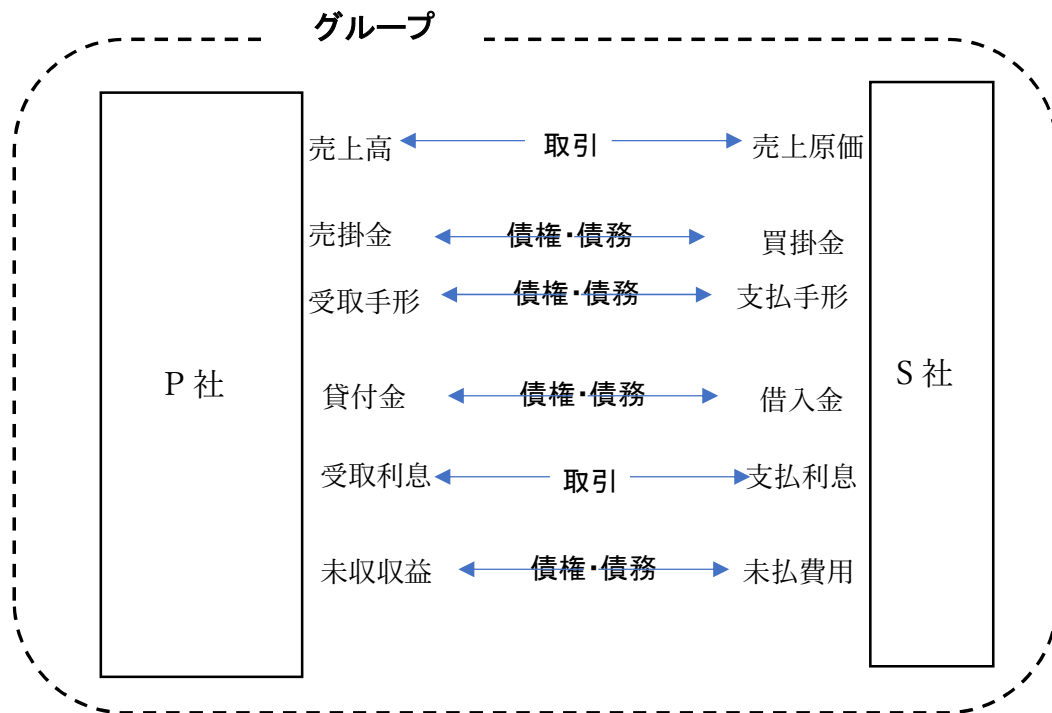 グループ
売上高 取引 売上原価
売掛金 債権・債務 買掛金
受取手形 債権・債務 支払手形
P社 S社
貸付金 債権・債務 借入金
受取利息 取引 支払利息
未収収益 債権・債務 未払費用